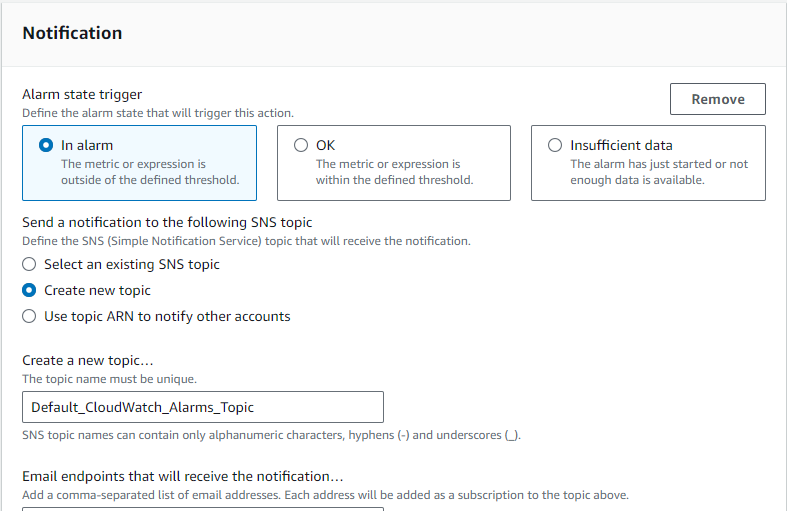 Notification
Alarm state trigger
Define the alarm state that will trigger this action.
Remove
In alarm
The metric or expression is
outside of the defined threshold.
OK
The metric or expression is
within the defined threshold.
Insufficient data
The alarm has just started or not
enough data is available.
Send a notification to the following SNS topic
Define the SNS (Simple Notification Service) topic that will receive the notification.
Select an existing SNS topic
Create new topic
Use topic ARN to notify other accounts
Create a new topic…
The topic name must be unique.
Default_CloudWatch_Alarms_Topic
SNS topic names can contain only alphanumeric characters, hyphens (-) and underscores (_).
Email endpoints that will receive the notification…
Add a comma-separated list of email addresses. Each address will be added as a subscription to the topic above.